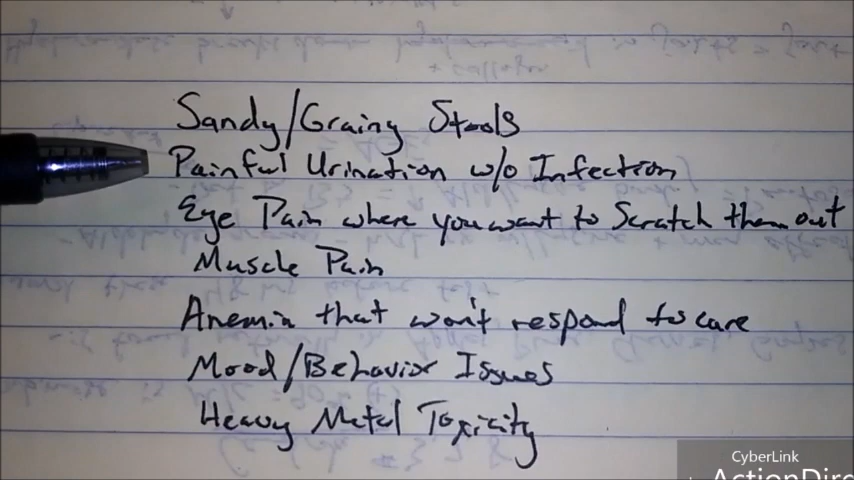 Sandy/Grainy Stools
Painful Urination w/o Infection
Eye Pain where you want to Scratch them out
Muscle Pain
Anemia that won't respond to care
Mood/Behavior Issues
Heavy Metal Toxicity
CyberLink
ActionDire